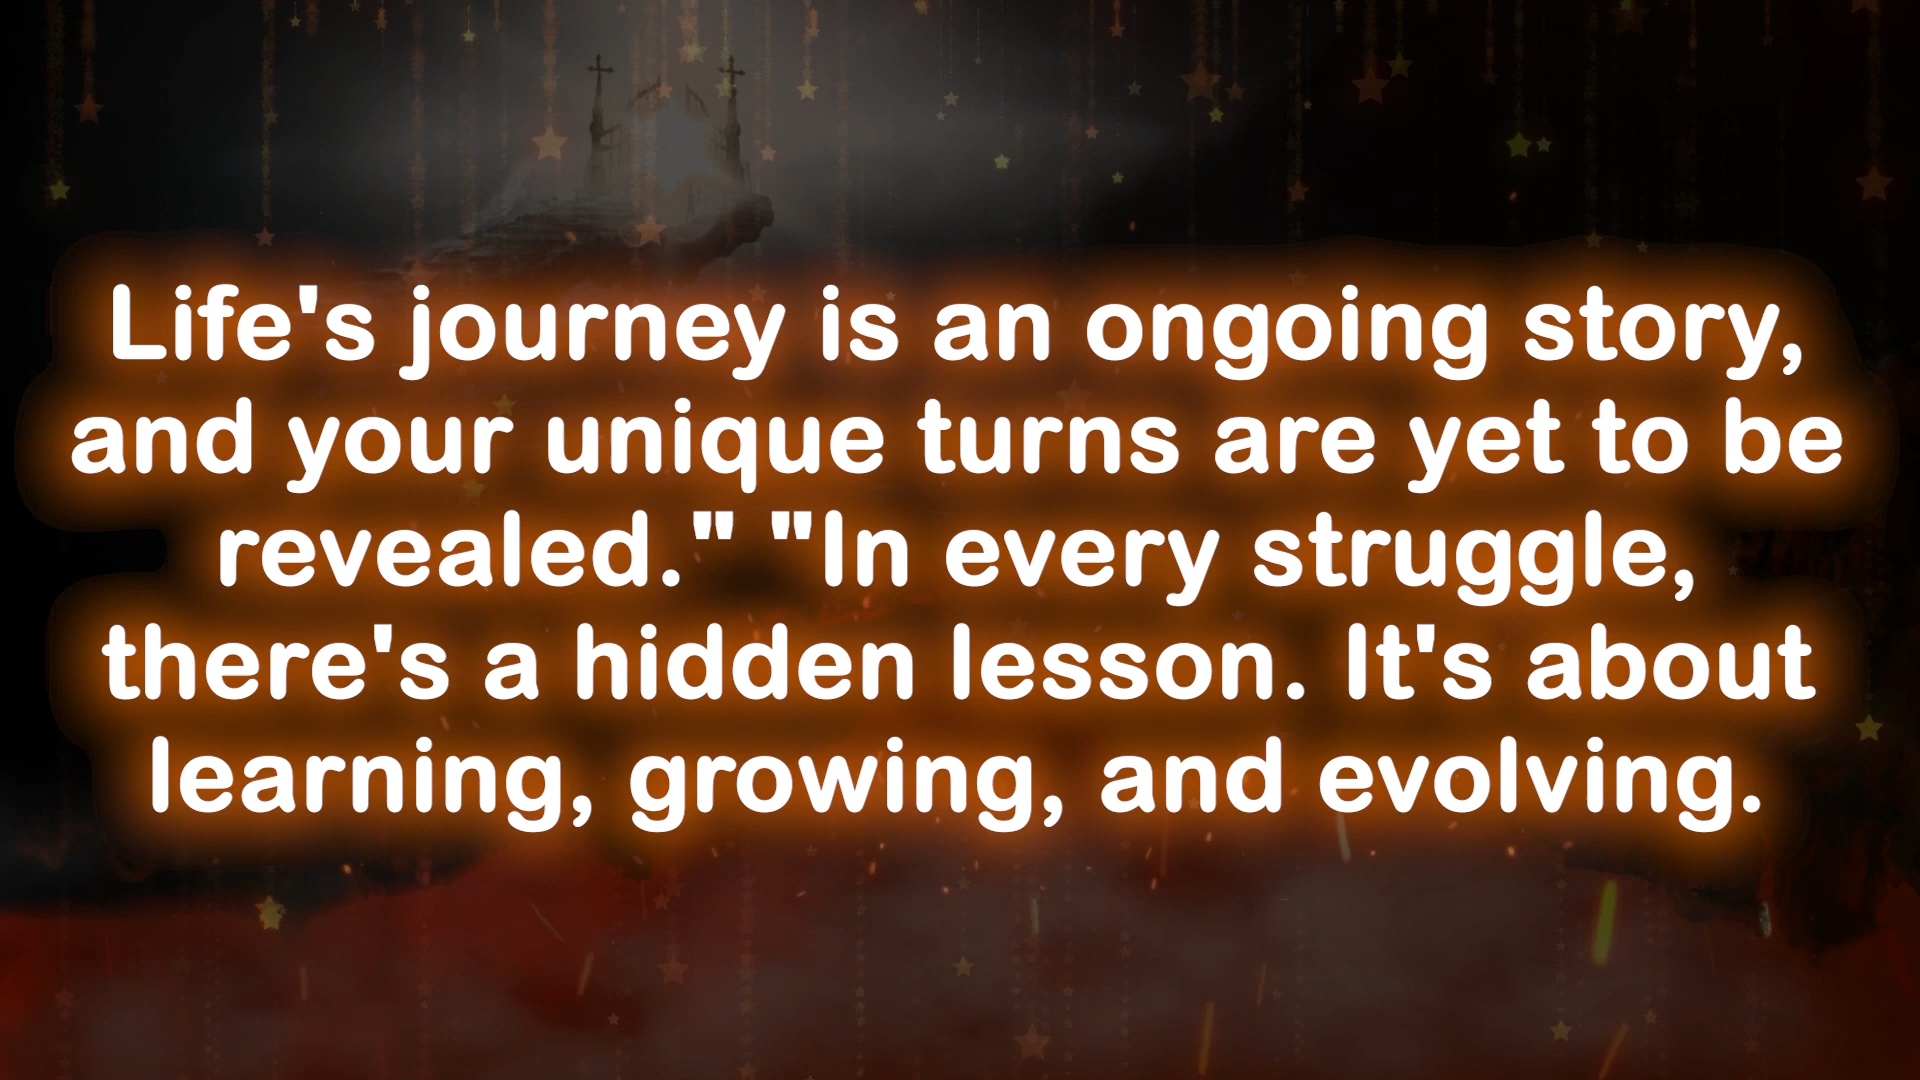 Life's journey is an ongoing story,
and your unique turns are yet to be
revealed." "In every struggle,
there's a hidden lesson. It's about
learning, growing, and evolving.